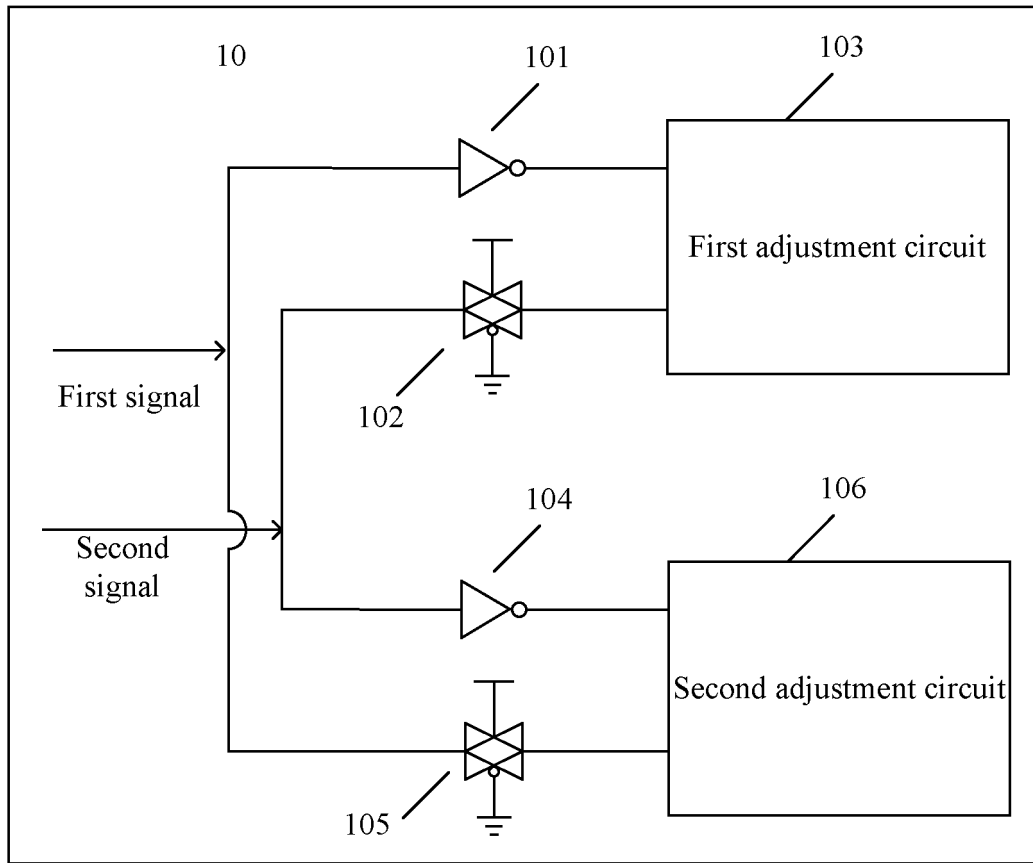 10
101
103
First adjustment circuit
102
First signal
104
106
Second
signal
Second adjustment circuit
105